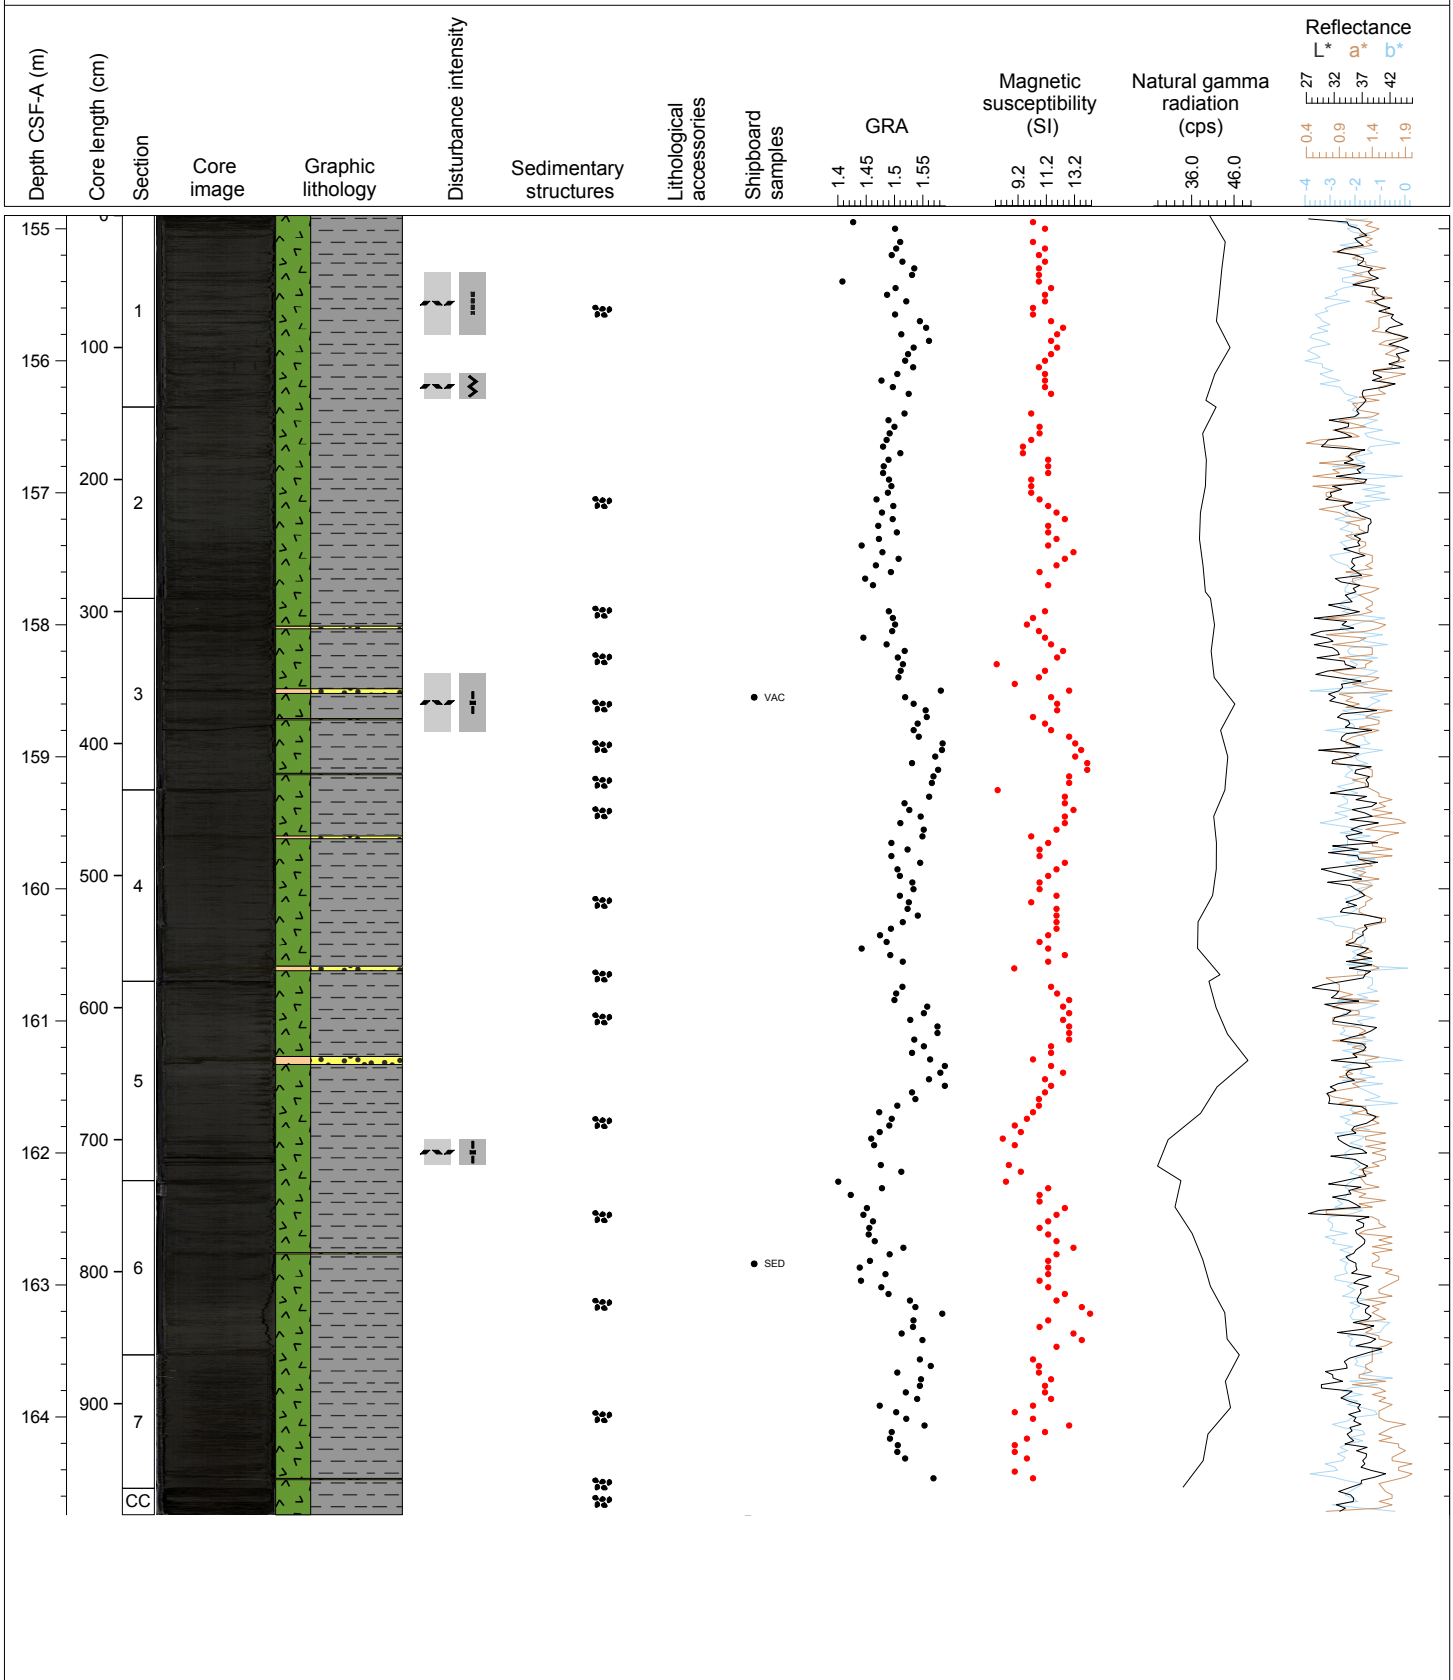 Depth CSF-A (m)
Core length (cm)
Section
Core
image
Graphic
lithology
Disturbance intensity
Sedimentary
structures
Lithological
accessories
Shipboard
samples
GRA
1.4
1.45
1.5
1.55
Magnetic
susceptibility
(SI)
9.2
11.2
13.2
Natural gamma
radiation
(cps)
36.0
46.0
Reflectance
L* a* b*
27
32
37
42
0.4
0.9
1.4
1.9
-4
-3
-2
-1
0
155
156
157
158
159
160
161
162
163
164
0
100
200
300
400
500
600
700
800
900
1
2
3
4
5
6
7
CC
VAC
SED